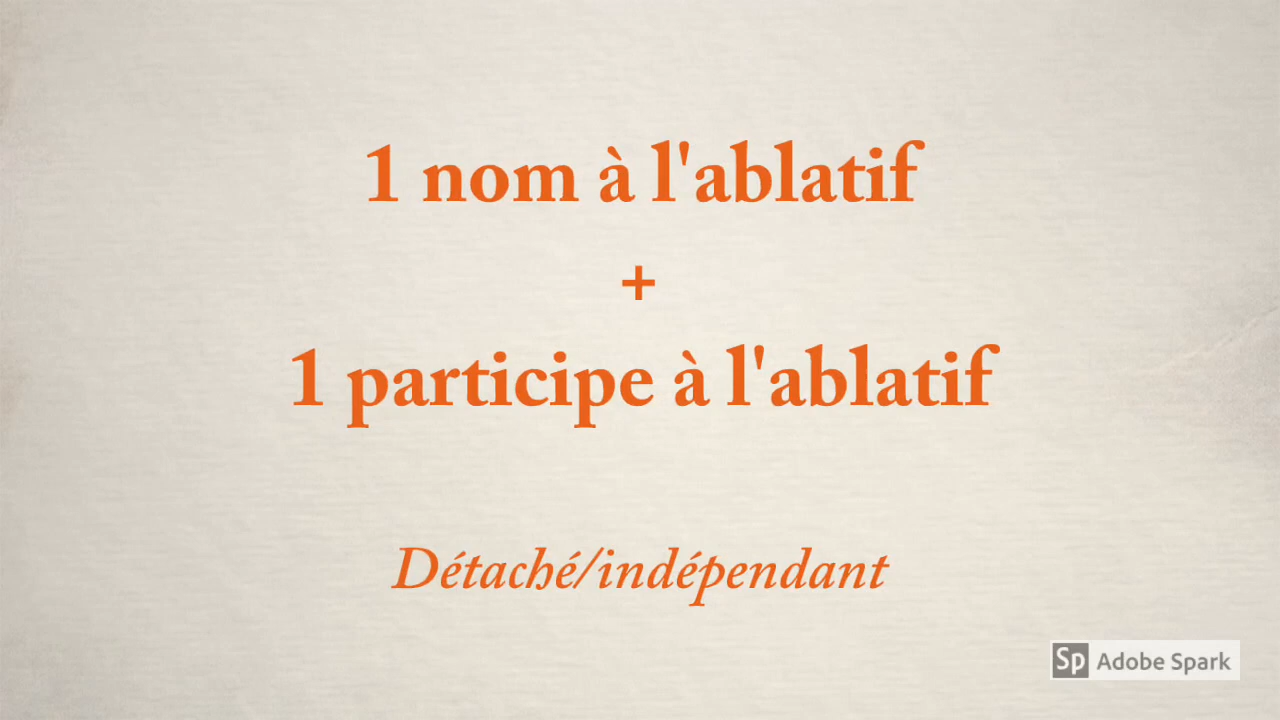 1 nom à l'ablatif
+
1 participe à l'ablatif
Détaché/indépendant
Sp Adobe Spark